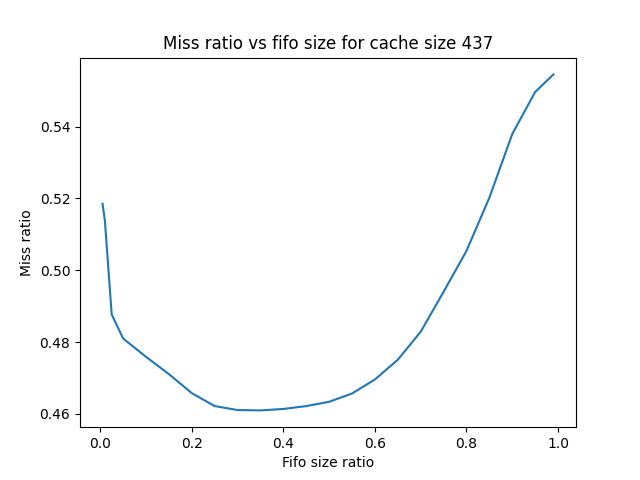 Miss ratio vs fifo size for cache size 437
Miss ratio
0.54
0.52
0.50
0.48
0.46
0.0 0.2 0.4 0.6 0.8 1.0
Fifo size ratio